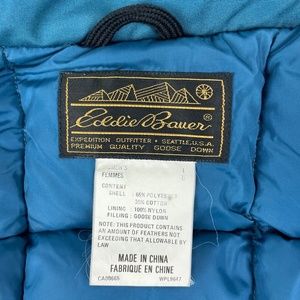 Eddie Bauer
EXPEDITION OUTFITTER • SEATTLE, U.S.A.
PREMIUM QUALITY GOOSE DOWN
FEMMES L
CONTENT
SHELL : 65% POLYESTER
35% COTTON
LINING : 100% NYLON
FILLING : GOOSE DOWN
NOTE: THIS PRODUCT CONTAINS
AN AMOUNT OF FEATHERS NOT
EXCEEDING THAT ALLOWABLE BY
LAW
MADE IN CHINA
FABRIQUE EN CHINE